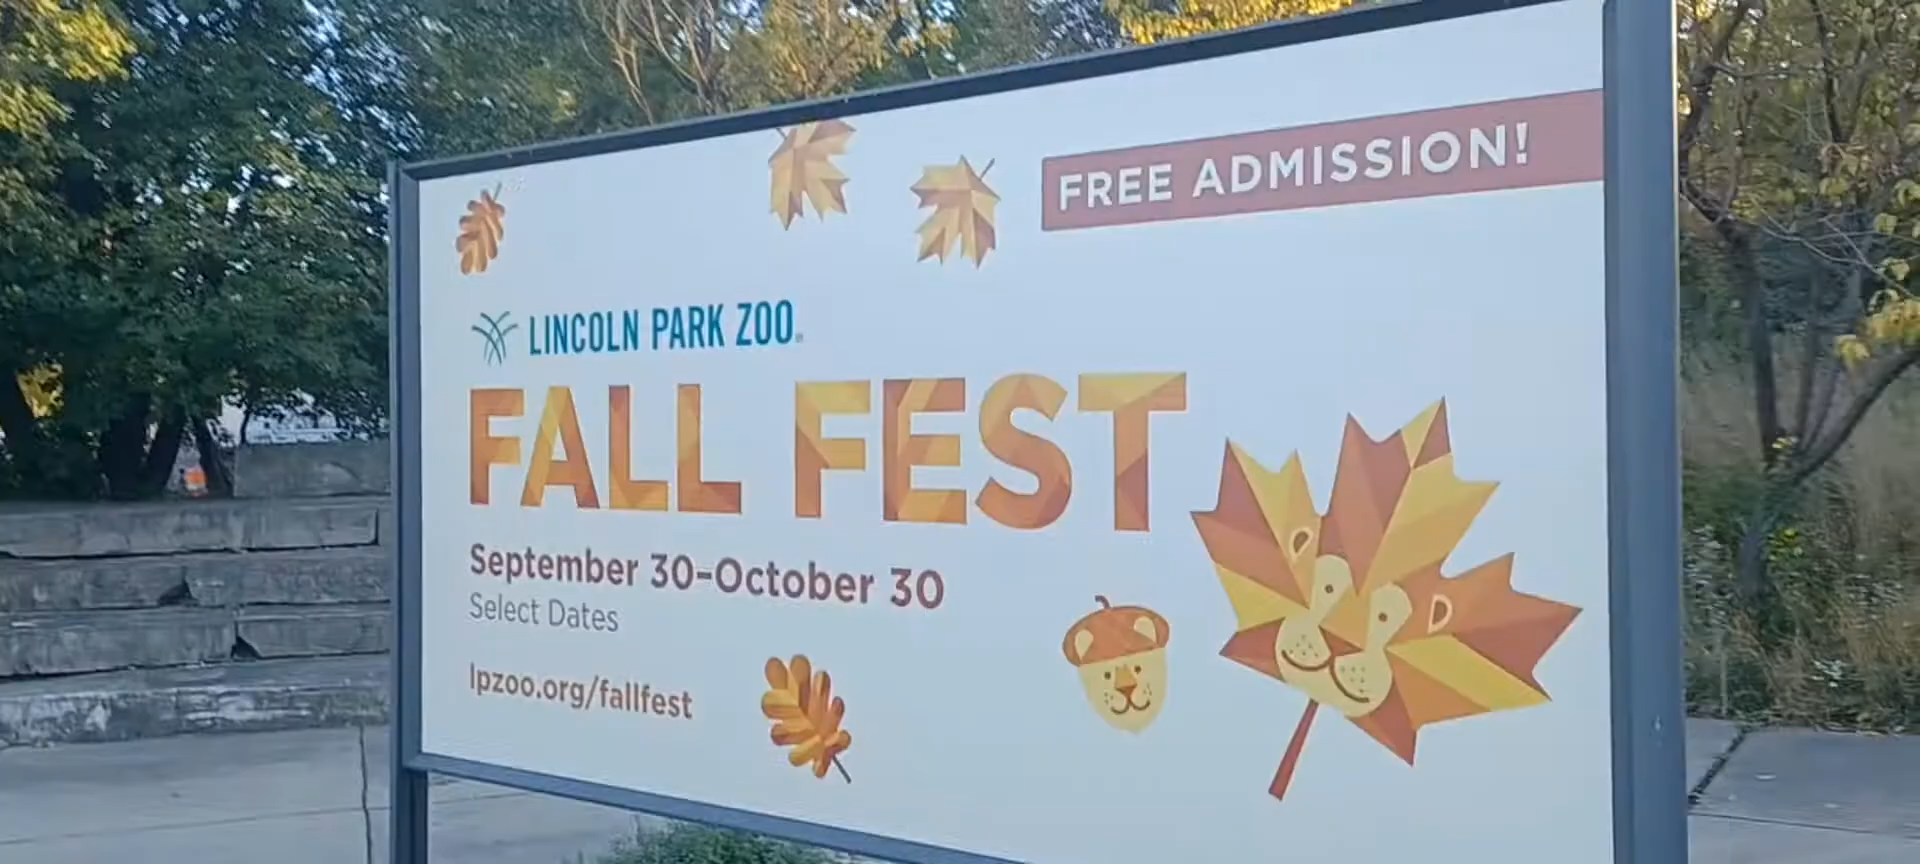 FREE ADMISSION!
LINCOLN PARK ZOO
FALL FEST
September 30-October 30
Select Dates
lpzoo.org/fallfest